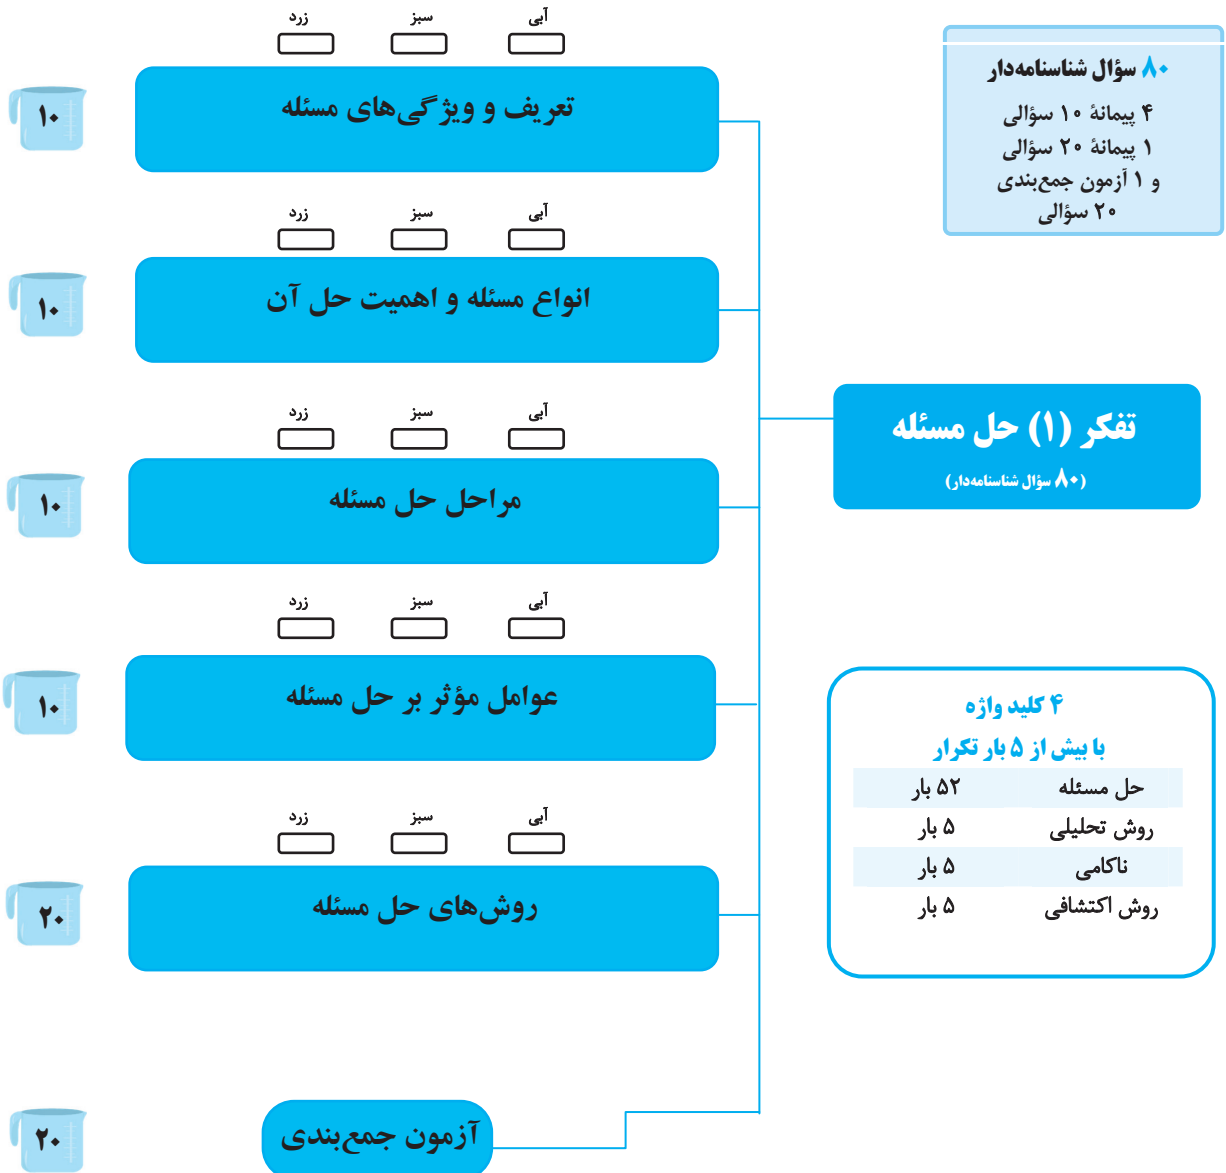 ۸۰ سؤال شناسنامه‌دار
۴ پیمانهٔ ۱۰ سؤالی
۱ پیمانهٔ ۲۰ سؤالی
و ۱ آزمون جمع‌بندی
۲۰ سؤالی
تفکر (۱) حل مسئله
(۸۰ سؤال شناسنامه‌دار)
آبی سبز زرد
تعریف و ویژگی‌های مسئله
۱۰
آبی سبز زرد
انواع مسئله و اهمیت حل آن
۱۰
آبی سبز زرد
مراحل حل مسئله
۱۰
آبی سبز زرد
عوامل مؤثر بر حل مسئله
۱۰
آبی سبز زرد
روش‌های حل مسئله
۲۰
آزمون جمع‌بندی
۲۰
۴ کلید واژه
با بیش از ۵ بار تکرار
حل مسئله ۵۲ بار
روش تحلیلی ۵ بار
ناکامی ۵ بار
روش اکتشافی ۵ بار